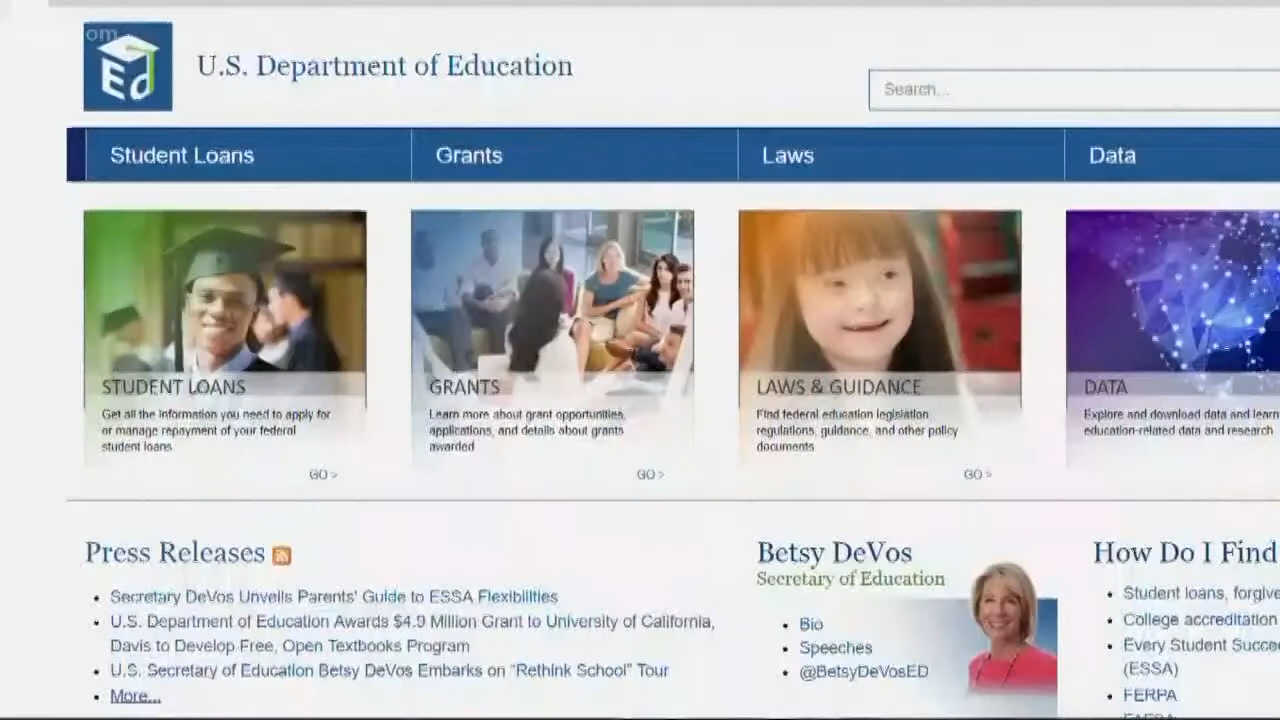 om
Ed
U.S. Department of Education
Search...
Student Loans
Grants
Laws
Data
STUDENT LOANS
Get all the information you need to apply for
or manage repayment of your federal
student loans
GO >
GRANTS
Learn more about grant opportunities,
applications, and details about grants
awarded
GO >
LAWS & GUIDANCE
Find federal education legislation,
regulations, guidance, and other policy
documents
GO >
DATA
Explore and download data and learn
education-related data and research
Press Releases
Secretary DeVos Unveils Parents' Guide to ESSA Flexibilities
U.S. Department of Education Awards $4.9 Million Grant to University of California,
Davis to Develop Free, Open Textbooks Program
U.S. Secretary of Education Betsy DeVos Embarks on “Rethink School” Tour
More...
Betsy DeVos
Secretary of Education
Bio
Speeches
@BetsyDeVosED
How Do I Find
Student loans, forgive
College accreditation
Every Student Succe
(ESSA)
FERPA
FAFSA